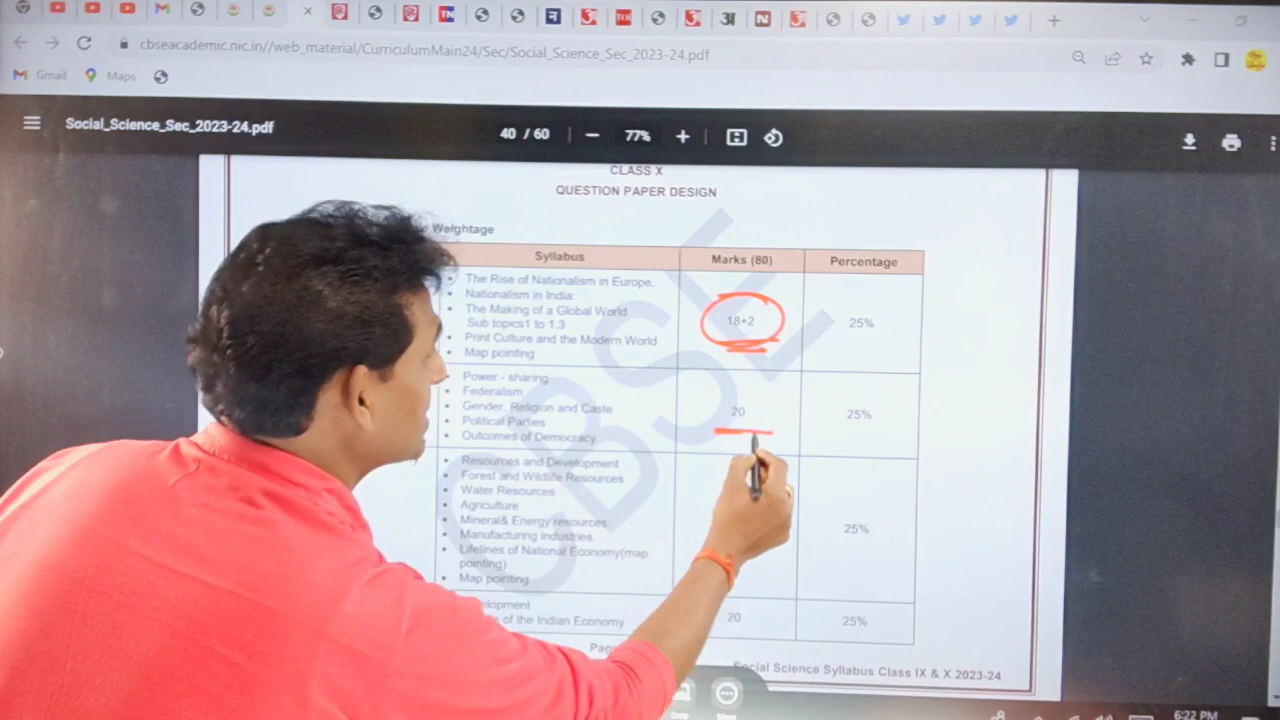 cbseacademic.nic.in//web_material/CurriculumMain24/Sec/Social_Science_Sec_2023-24.pdf
Gmail Maps
Social_Science_Sec_2023-24.pdf 40 / 60 77%
CLASS X
QUESTION PAPER DESIGN
Weightage
Syllabus Marks (80) Percentage
The Rise of Nationalism in Europe.
Nationalism in India:
The Making of a Global World
Sub topics1 to 1.3
Print Culture and the Modern World
Map pointing
18+2 25%
Power - sharing
Federalism
Gender, Religion and Caste
Political Parties
Outcomes of Democracy
20 25%
Resources and Development
Forest and Wildlife Resources
Water Resources
Agriculture
Mineral& Energy resources
Manufacturing industries.
Lifelines of National Economy(map
pointing)
Map pointing
25%
of the Indian Economy
20 25%
Social Science Syllabus Class IX & X 2023-24
CBSE
6:22 PM